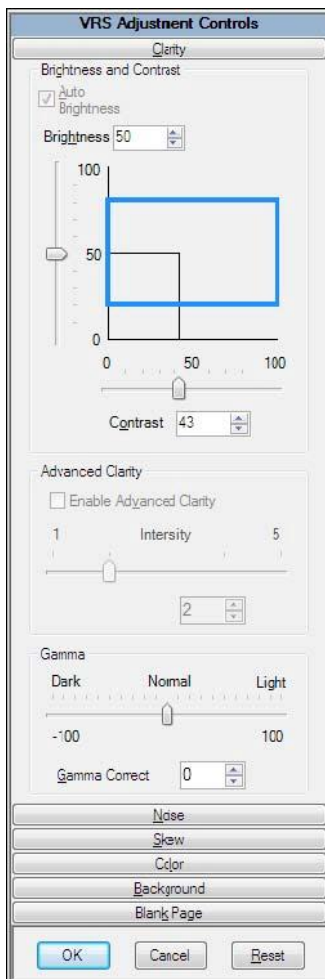 VRS Adjustment Controls
Clarity
Brightness and Contrast
Auto
Brightness
Brightness 50
100
50
0
0 50 100
Contrast 43
Advanced Clarity
Enable Advanced Clarity
1 Intersity 5
2
Gamma
Dark Normal Light
-100 100
Gamma Correct 0
Noise
Skew
Color
Background
Blank Page
OK Cancel Reset